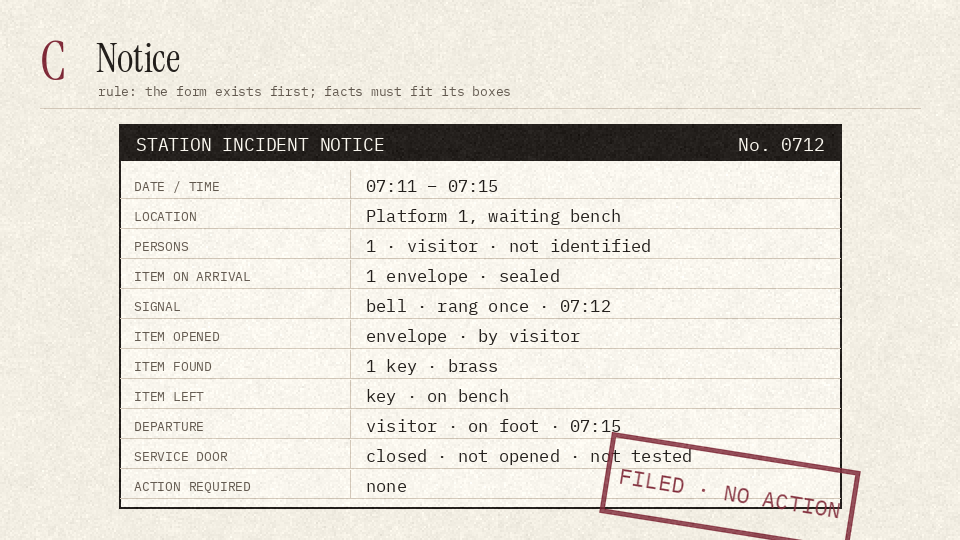 C Notice
rule: the form exists first; facts must fit its boxes
STATION INCIDENT NOTICE No. 0712
DATE / TIME 07:11 – 07:15
LOCATION Platform 1, waiting bench
PERSONS 1 · visitor · not identified
ITEM ON ARRIVAL 1 envelope · sealed
SIGNAL bell · rang once · 07:12
ITEM OPENED envelope · by visitor
ITEM FOUND 1 key · brass
ITEM LEFT key · on bench
DEPARTURE visitor · on foot · 07:15
SERVICE DOOR closed · not opened · not tested
ACTION REQUIRED none
FILED · NO ACTION